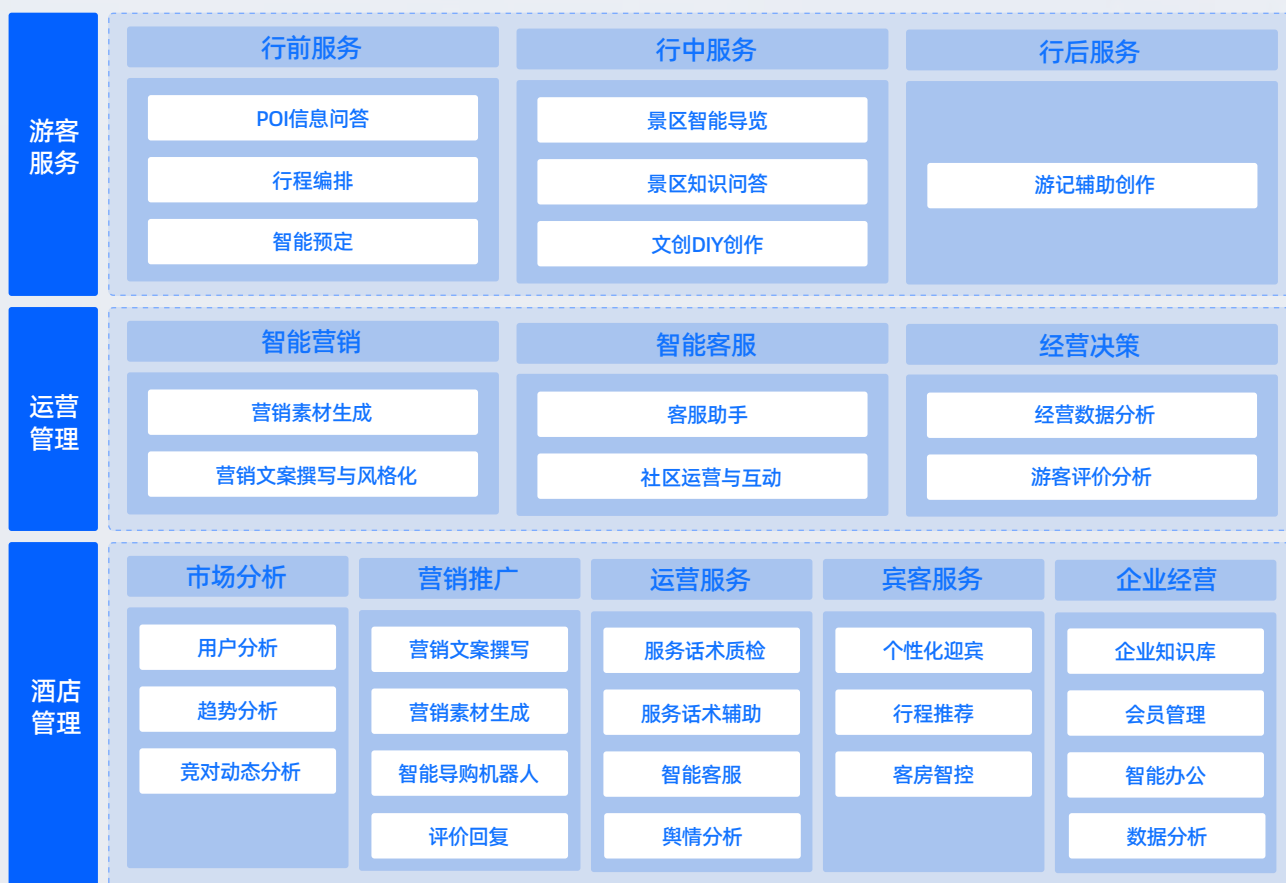 游客
服务
行前服务
POI信息问答
行程编排
智能预定
行中服务
景区智能导览
景区知识问答
文创DIY创作
行后服务
游记辅助创作
运营
管理
智能营销
营销素材生成
营销文案撰写与风格化
智能客服
客服助手
社区运营与互动
经营决策
经营数据分析
游客评价分析
酒店
管理
市场分析
用户分析
趋势分析
竞对动态分析
营销推广
营销文案撰写
营销素材生成
智能导购机器人
评价回复
运营服务
服务话术质检
服务话术辅助
智能客服
舆情分析
宾客服务
个性化迎宾
行程推荐
客房智控
企业经营
企业知识库
会员管理
智能办公
数据分析